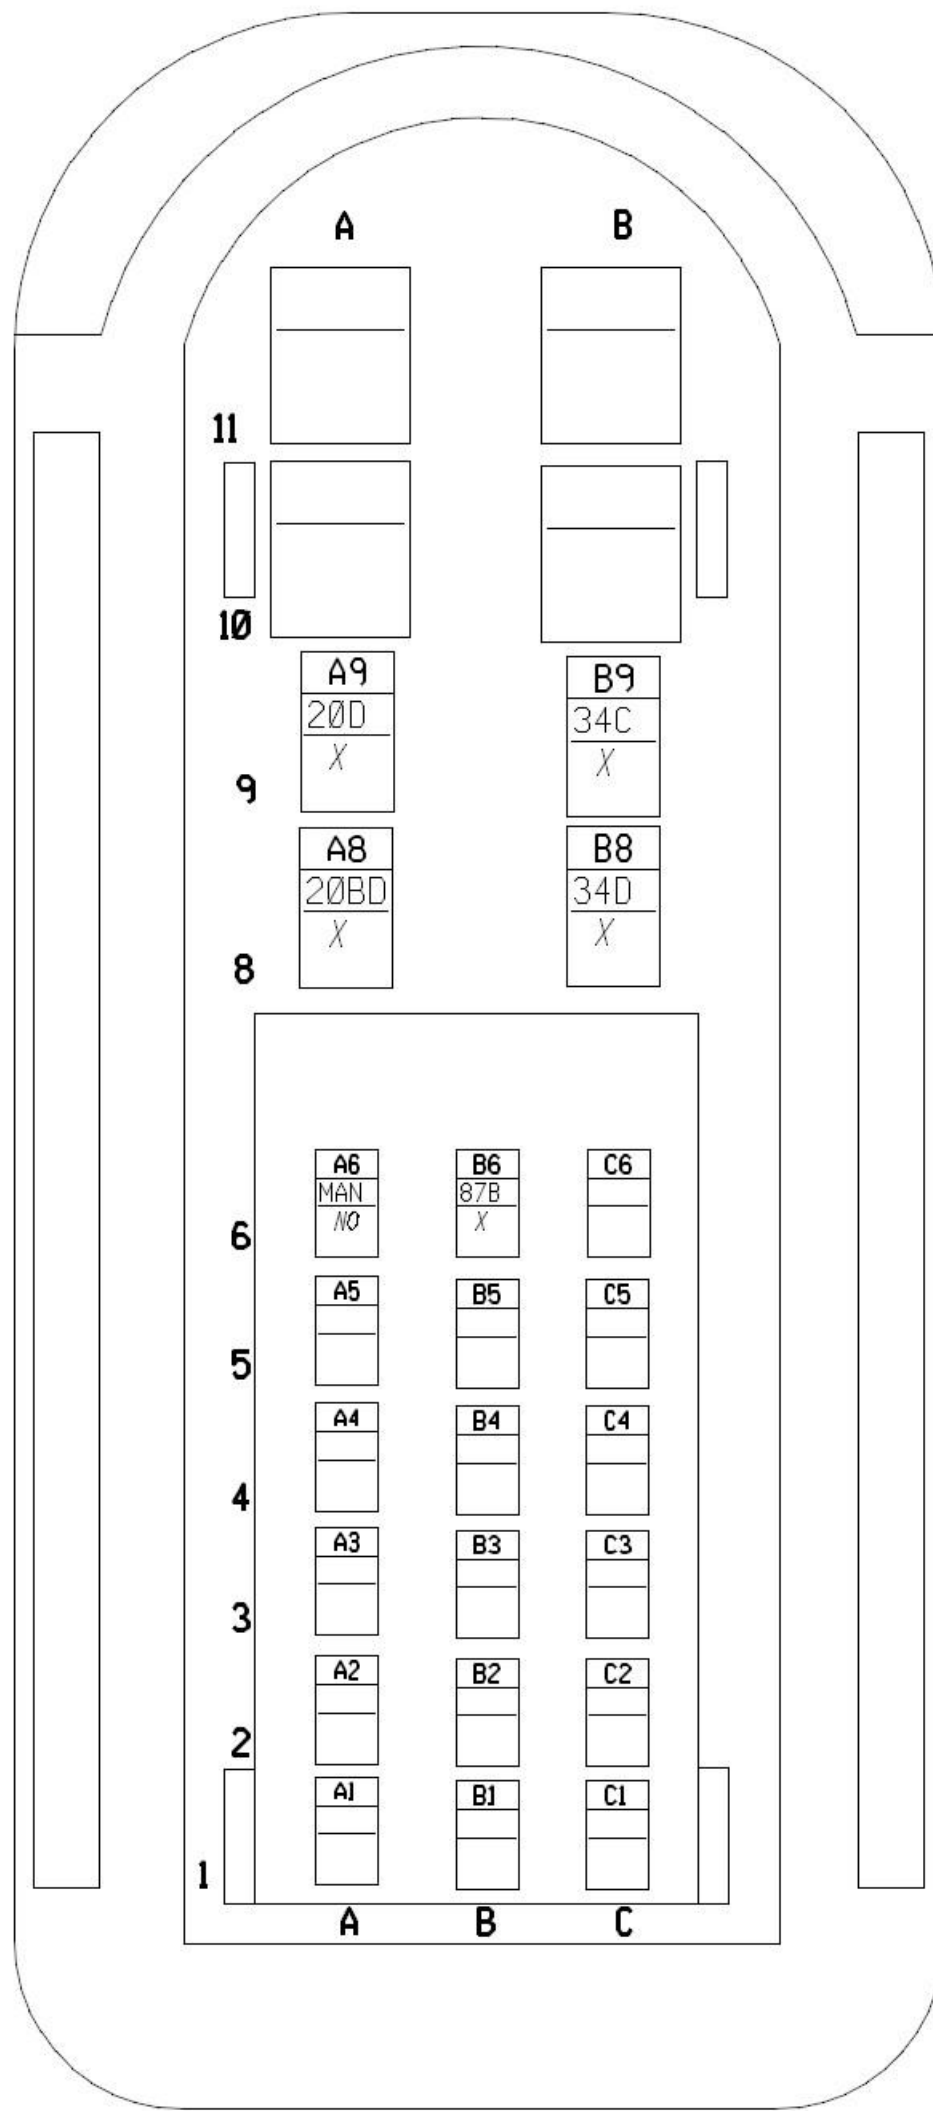 A B
11
10
A9 B9
20D 34C
X X
9
A8 B8
20BD 34D
X X
8
A6 B6 C6
MAN 87B
NO X
6
A5 B5 C5
5
A4 B4 C4
4
A3 B3 C3
3
A2 B2 C2
2
A1 B1 C1
1
A B C